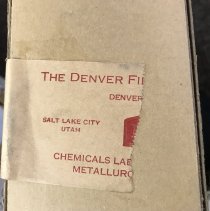 THE DENVER FI
DENVER
SALT LAKE CITY
UTAH
CHEMICALS LAB
METALLURG